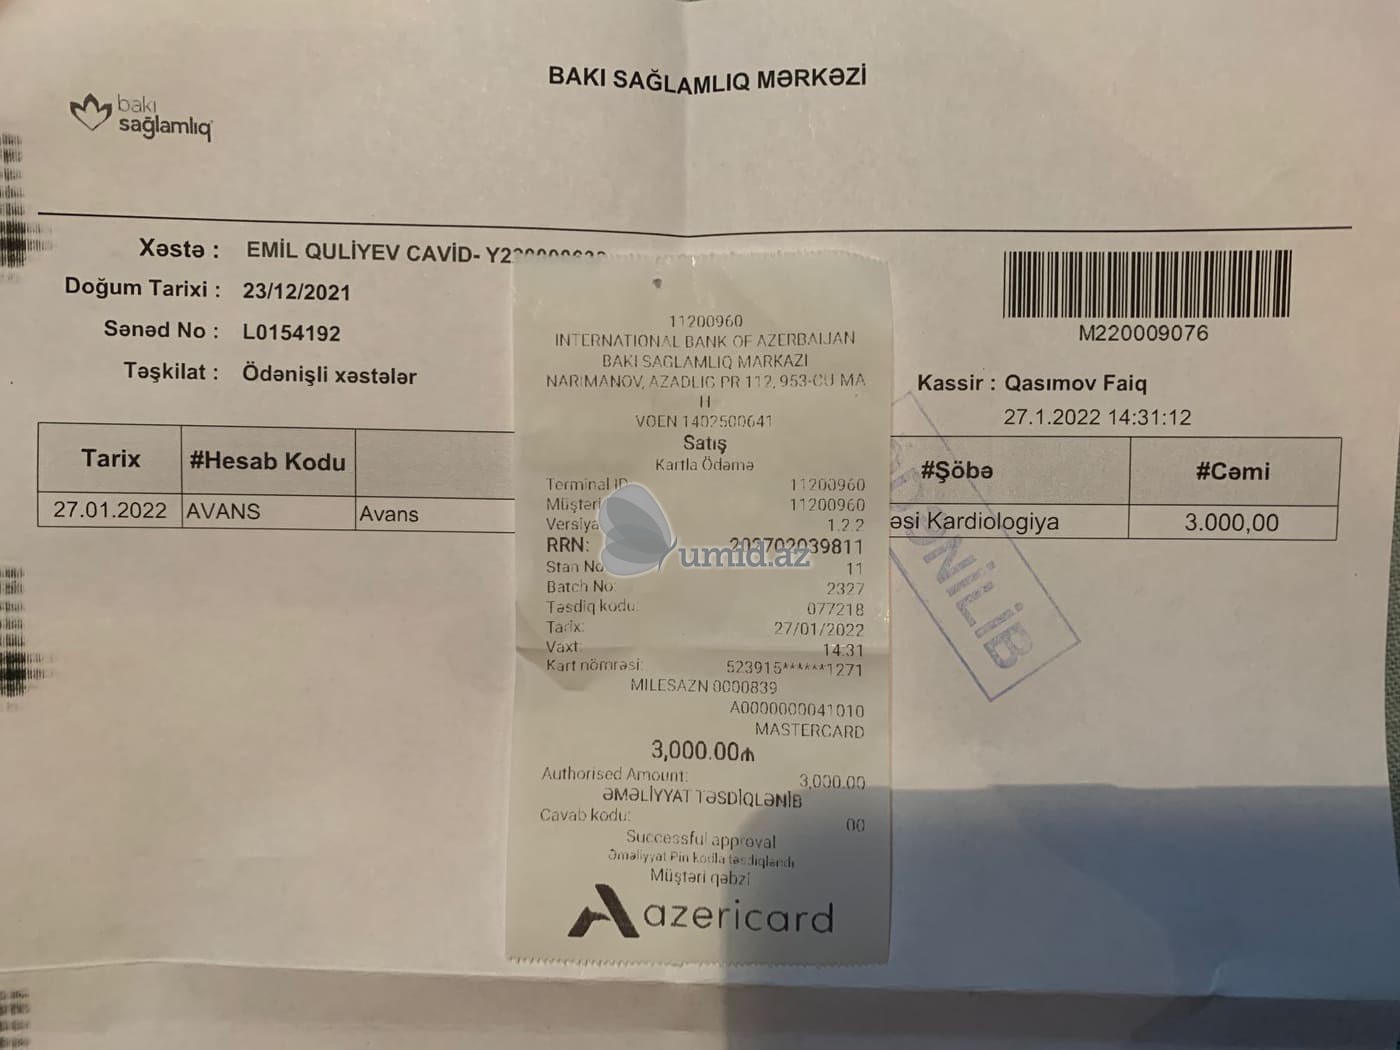 BAKI SAĞLAMLIQ MƏRKƏZİ
bakı
sağlamlıq
Xəstə : EMİL QULİYEV CAVİD-
Doğum Tarixi : 23/12/2021
Sənəd No : L0154192
Təşkilat : Ödənişli xəstələr
M220009076
Kassir : Qasımov Faiq
27.1.2022 14:31:12
Tarix #Hesab Kodu #Şöbə #Cəmi
27.01.2022 AVANS Avans Kardiologiya 3.000,00
ÖDƏNİLİB
11200960
INTERNATIONAL BANK OF AZERBAIJAN
BAKI SAGLAMLIQ MARKAZI
NARIMANOV, AZADLIG PR 112, 953-CU MA
H
VOEN 1402500641
Satış
Kartla Ödəmə
Terminal ID 11200960
Müştəri 11200960
Versiya 1.2.2
RRN: 203702039811
Stan No 11
Batch No: 2327
Təsdiq kodu: 077218
Tarix: 27/01/2022
Vaxt: 14:31
Kart nömrəsi: 523915******1271
MILESAZN 0000839
A0000000041010
MASTERCARD
3,000.00₼
Authorised Amount: 3,000.00
ƏMƏLİYYAT TƏSDİQLƏNİB
Cavab kodu: 00
Successful approval
Əməliyyat Pin kodla təsdiqləndi
Müştəri qəbzi
azericard
umid.az